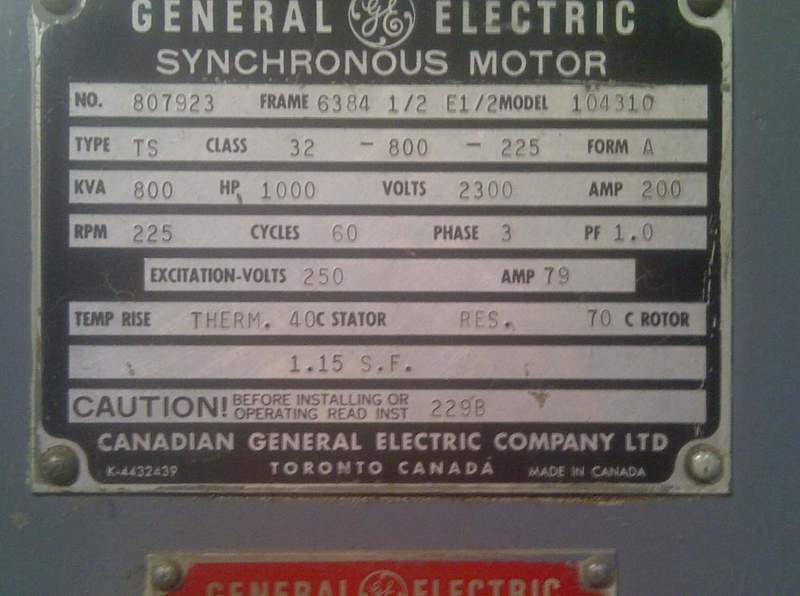 GENERAL GE ELECTRIC
SYNCHRONOUS MOTOR
NO. 807923 FRAME 6384 1/2 E1/2 MODEL 104310
TYPE TS CLASS 32 - 800 - 225 FORM A
KVA 800 HP 1000 VOLTS 2300 AMP 200
RPM 225 CYCLES 60 PHASE 3 PF 1.0
EXCITATION-VOLTS 250 AMP 79
TEMP RISE THERM. 40C STATOR RES. 70 C ROTOR
1.15 S.F.
CAUTION! BEFORE INSTALLING OR
OPERATING READ INST 229B
CANADIAN GENERAL ELECTRIC COMPANY LTD
K-4432439 TORONTO CANADA MADE IN CANADA
GENERAL GE ELECTRIC